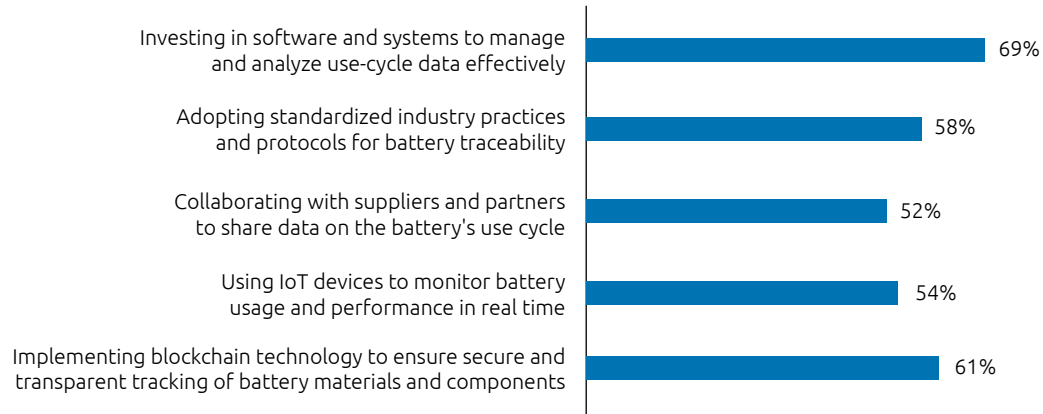 Investing in software and systems to manage
and analyze use-cycle data effectively
69%
Adopting standardized industry practices
and protocols for battery traceability
58%
Collaborating with suppliers and partners
to share data on the battery's use cycle
52%
Using IoT devices to monitor battery
usage and performance in real time
54%
Implementing blockchain technology to ensure secure and
transparent tracking of battery materials and components
61%